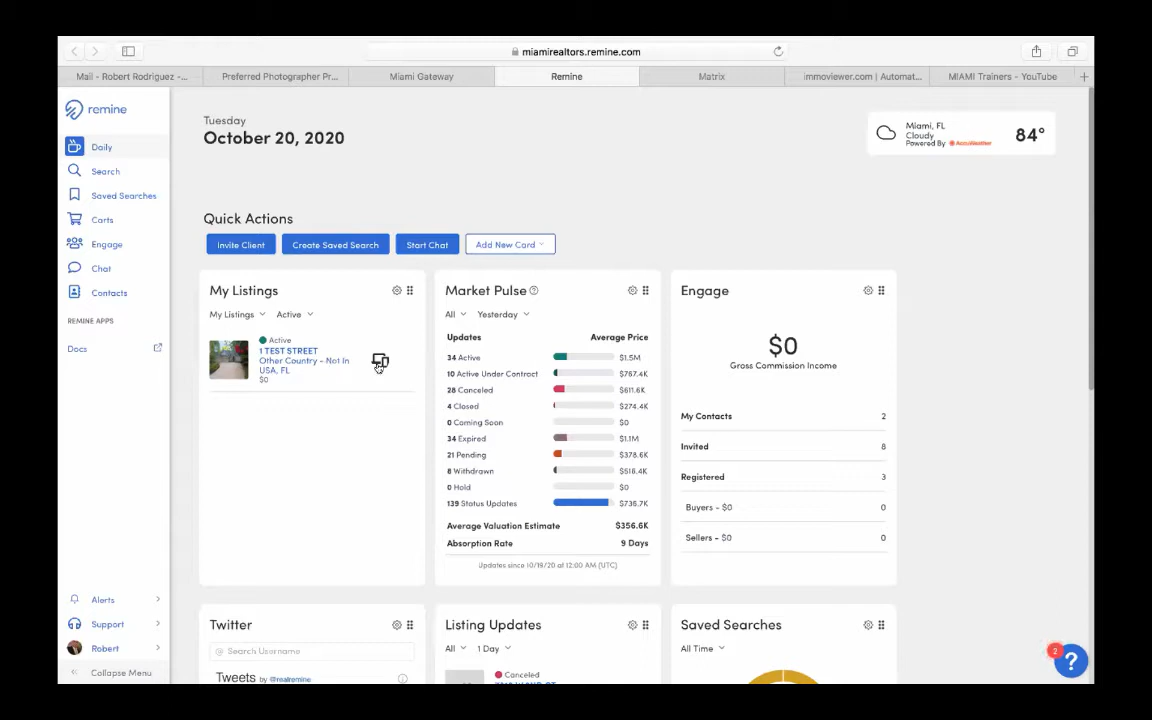 miamirealtors.remine.com
Mail - Robert Rodriguez -...
Preferred Photographer Pr...
Miami Gateway
Remine
Matrix
immoviewer.com | Automat...
MIAMI Trainers - YouTube
remine
Daily
Search
Saved Searches
Carts
Engage
Chat
Contacts
REMINE APPS
Docs
Alerts
Support
Robert
Collapse Menu
Tuesday
October 20, 2020
Miami, FL
Cloudy
Powered By AccuWeather
84°
Quick Actions
Invite Client
Create Saved Search
Start Chat
Add New Card
My Listings
My Listings Active
Active
1 TEST STREET
Other Country - Not In
USA, FL
$0
Market Pulse ?
All Yesterday
Updates Average Price
34 Active $1.5M
10 Active Under Contract $767.4K
28 Canceled $611.6K
4 Closed $274.4K
0 Coming Soon $0
34 Expired $1.1M
21 Pending $378.6K
8 Withdrawn $518.4K
0 Hold $0
139 Status Updates $736.7K
Average Valuation Estimate $356.6K
Absorption Rate 9 Days
Updates since 10/19/20 at 12:00 AM (UTC)
Engage
$0
Gross Commission Income
My Contacts 2
Invited 8
Registered 3
Buyers - $0 0
Sellers - $0 0
Twitter
@ Search Username
Tweets by @realremine
Listing Updates
All 1 Day
Canceled
Saved Searches
All Time
2
?